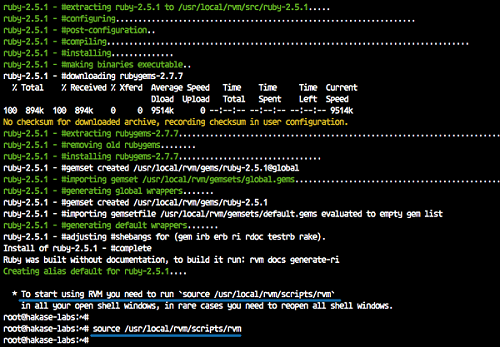 ruby-2.5.1 - #extracting ruby-2.5.1 to /usr/local/rvm/src/ruby-2.5.1.....
ruby-2.5.1 - #configuring..................................................................
ruby-2.5.1 - #post-configuration..
ruby-2.5.1 - #compiling....................................................................................
ruby-2.5.1 - #installing..............
ruby-2.5.1 - #making binaries executable..
ruby-2.5.1 - #downloading rubygems-2.7.7
% Total % Received % Xferd Average Speed Time Time Time Current
Dload Upload Total Spent Left Speed
100 894k 100 894k 0 0 9514k 0 --:--:-- --:--:-- --:--:-- 9514k
No checksum for downloaded archive, recording checksum in user configuration.
ruby-2.5.1 - #extracting rubygems-2.7.7....................................................
ruby-2.5.1 - #removing old rubygems........
ruby-2.5.1 - #installing rubygems-2.7.7................................
ruby-2.5.1 - #gemset created /usr/local/rvm/gems/ruby-2.5.1@global
ruby-2.5.1 - #importing gemset /usr/local/rvm/gemsets/global.gems..............................
ruby-2.5.1 - #generating global wrappers.......
ruby-2.5.1 - #gemset created /usr/local/rvm/gems/ruby-2.5.1
ruby-2.5.1 - #importing gemsetfile /usr/local/rvm/gemsets/default.gems evaluated to empty gem list
ruby-2.5.1 - #generating default wrappers.......
ruby-2.5.1 - #adjusting #shebangs for (gem irb erb ri rdoc testrb rake).
Install of ruby-2.5.1 - #complete
Ruby was built without documentation, to build it run: rvm docs generate-ri
Creating alias default for ruby-2.5.1....
* To start using RVM you need to run `source /usr/local/rvm/scripts/rvm`
in all your open shell windows, in rare cases you need to reopen all shell windows.
root@hakase-labs:~#
root@hakase-labs:~# source /usr/local/rvm/scripts/rvm
root@hakase-labs:~#